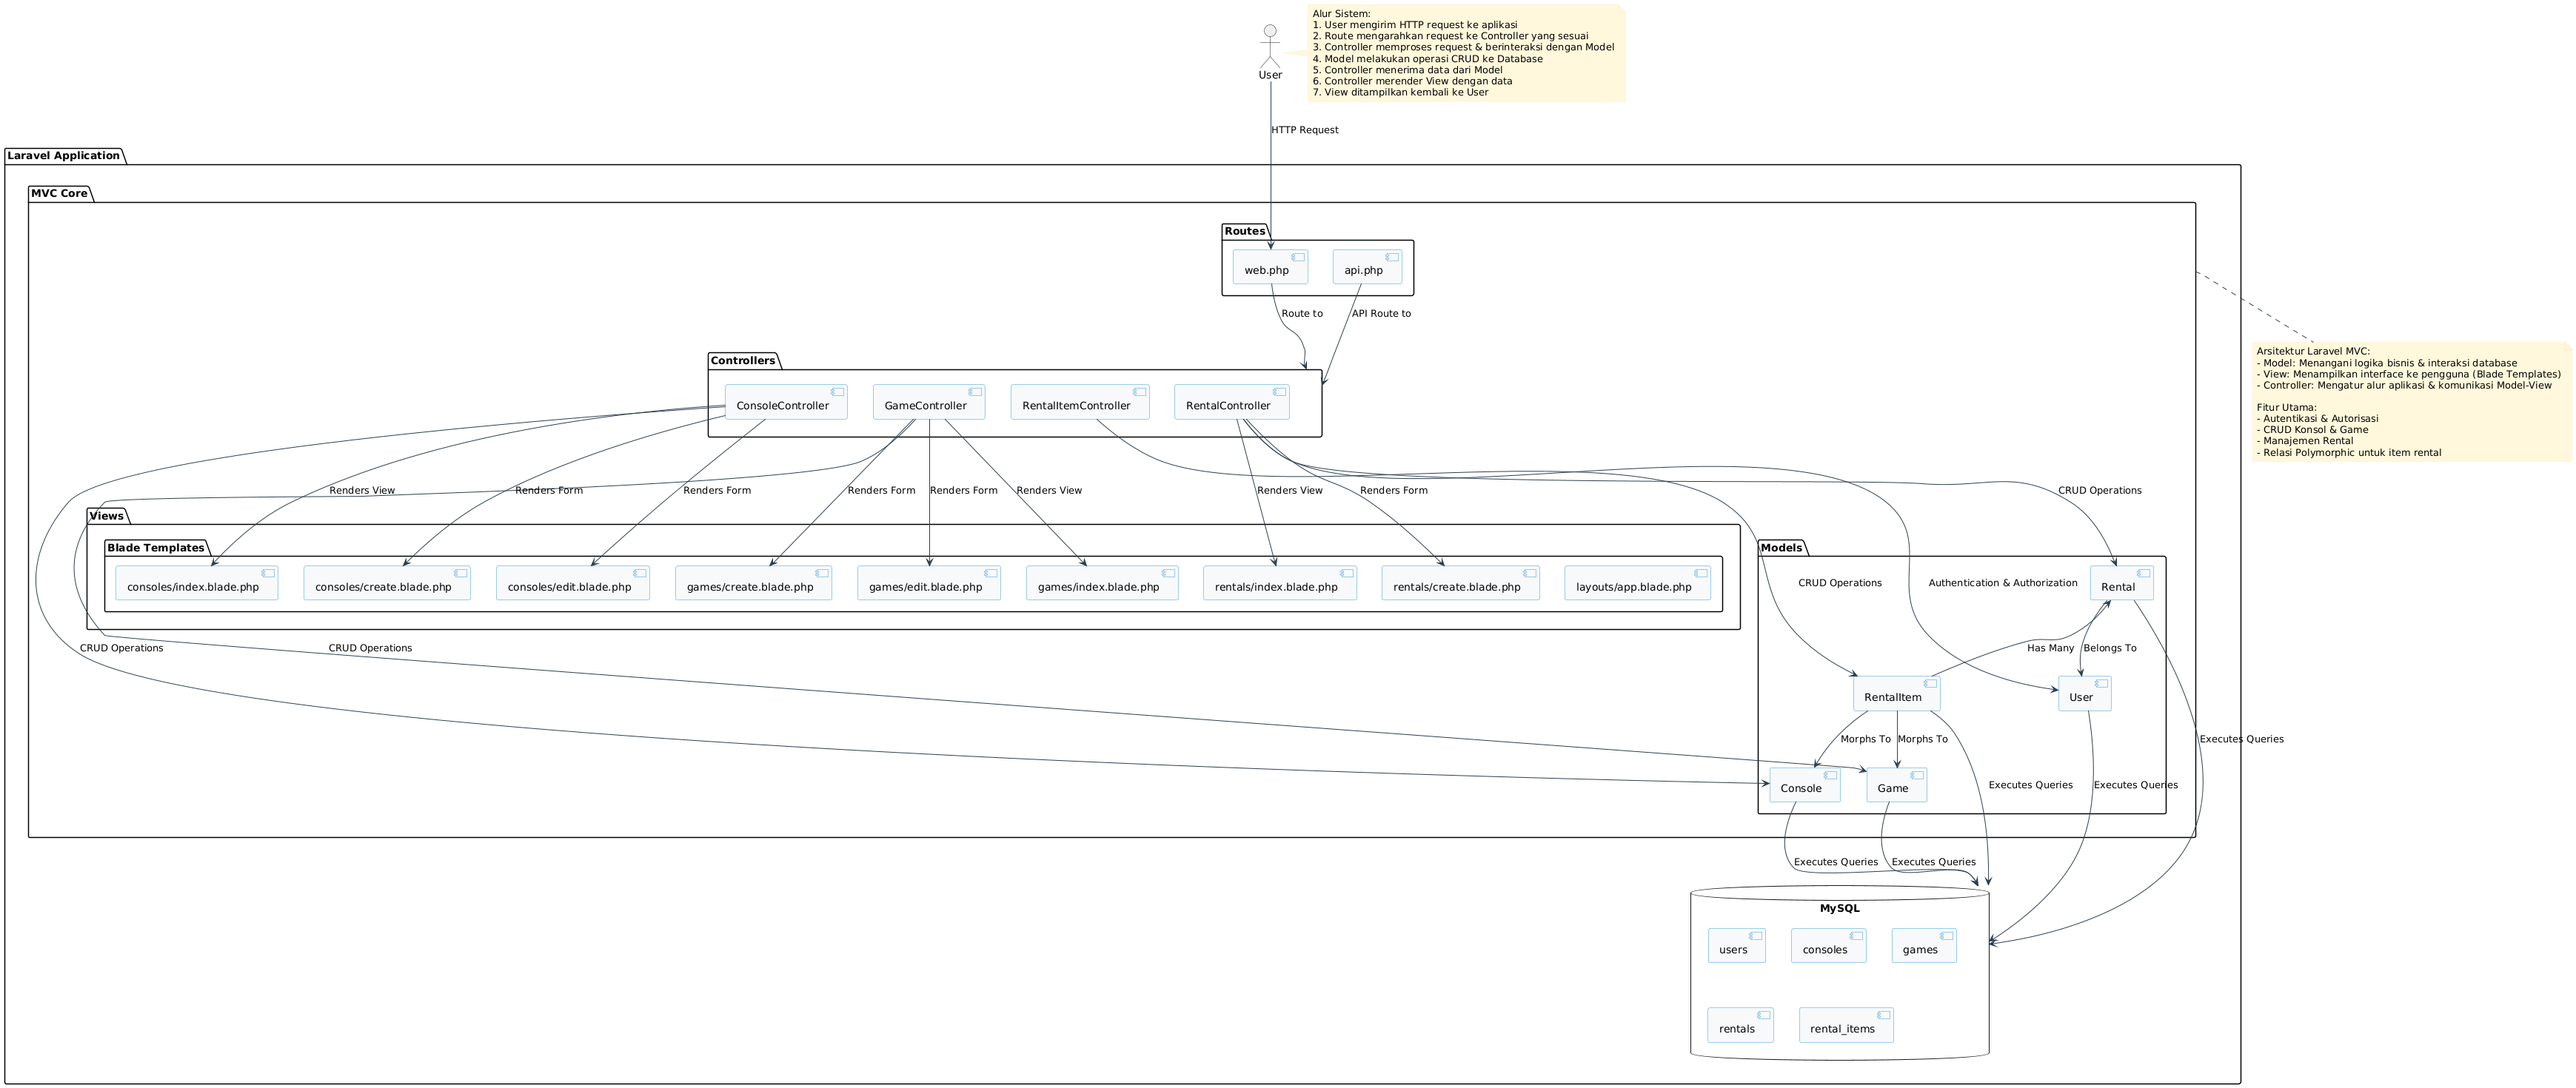 Alur Sistem:
1. User mengirim HTTP request ke aplikasi
2. Route mengarahkan request ke Controller yang sesuai
3. Controller memproses request & berinteraksi dengan Model
4. Model melakukan operasi CRUD ke Database
5. Controller menerima data dari Model
6. Controller merender View dengan data
7. View ditampilkan kembali ke User
User
HTTP Request
Laravel Application
MVC Core
Routes
web.php
api.php
Route to
API Route to
Arsitektur Laravel MVC:
- Model: Menangani logika bisnis & interaksi database
- View: Menampilkan interface ke pengguna (Blade Templates)
- Controller: Mengatur alur aplikasi & komunikasi Model-View
Fitur Utama:
- Autentikasi & Autorisasi
- CRUD Konsol & Game
- Manajemen Rental
- Relasi Polymorphic untuk item rental
Controllers
ConsoleController
GameController
RentalItemController
RentalController
Renders View
Renders Form
Renders Form
Renders Form
Renders Form
Renders View
Renders View
Renders Form
CRUD Operations
Views
Blade Templates
consoles/index.blade.php
consoles/create.blade.php
consoles/edit.blade.php
games/create.blade.php
games/edit.blade.php
games/index.blade.php
rentals/index.blade.php
rentals/create.blade.php
layouts/app.blade.php
Models
CRUD Operations
Authentication & Authorization
Rental
CRUD Operations
CRUD Operations
Has Many
Belongs To
RentalItem
User
Morphs To
Morphs To
Executes Queries
Console
Game
Executes Queries
Executes Queries
Executes Queries
Executes Queries
MySQL
users
consoles
games
rentals
rental_items